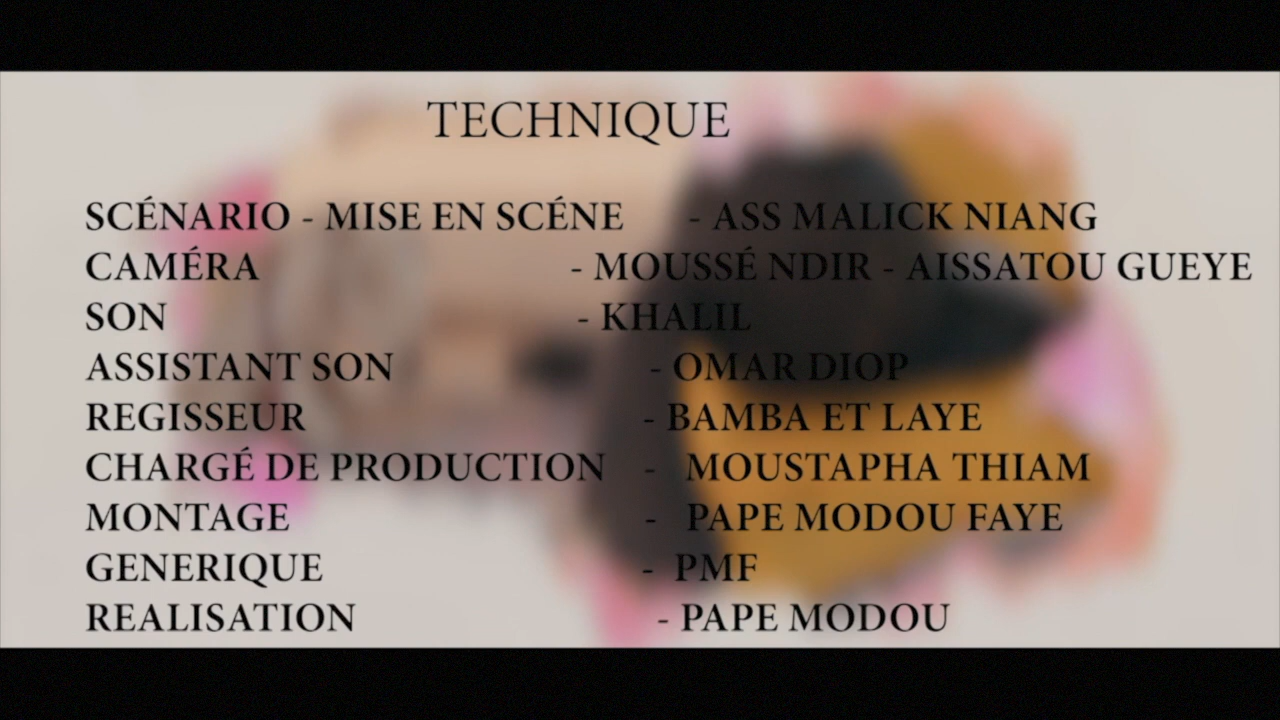 TECHNIQUE
SCÉNARIO - MISE EN SCÉNE - ASS MALICK NIANG
CAMÉRA - MOUSSÉ NDIR - AISSATOU GUEYE
SON - KHALIL
ASSISTANT SON - OMAR DIOP
REGISSEUR - BAMBA ET LAYE
CHARGÉ DE PRODUCTION - MOUSTAPHA THIAM
MONTAGE - PAPE MODOU FAYE
GENERIQUE - PMF
REALISATION - PAPE MODOU